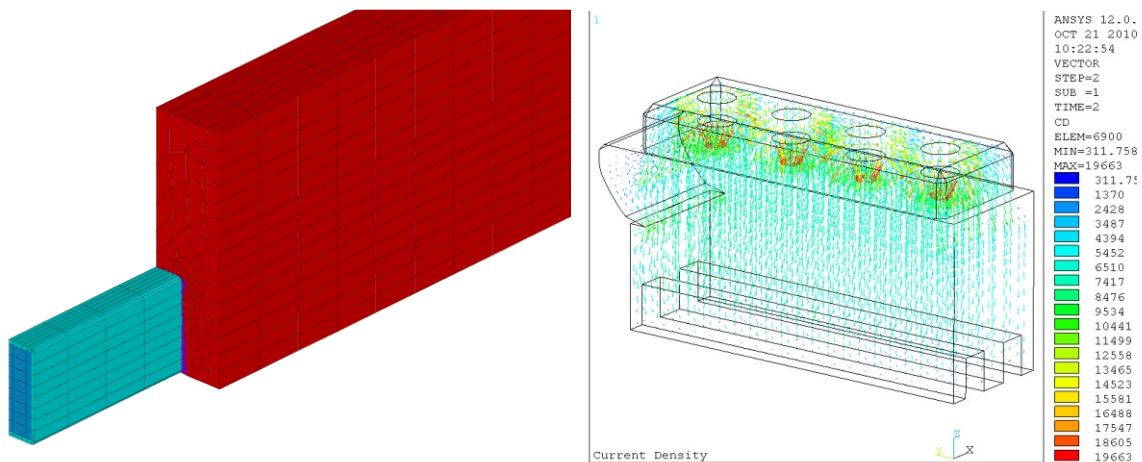 1
ANSYS 12.0.
OCT 21 2010
10:22:54
VECTOR
STEP=2
SUB =1
TIME=2
CD
ELEM=6900
MIN=311.758
MAX=19663
311.75
1370
2428
3487
4394
5452
6510
7417
8476
9534
10441
11499
12558
13465
14523
15581
16488
17547
18605
19663
Z
Y X
Current Density